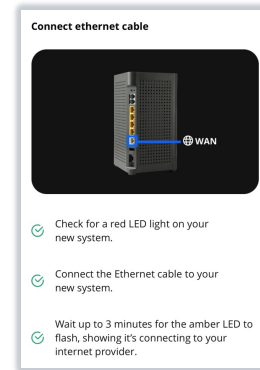 Connect ethernet cable
WAN
Check for a red LED light on your
new system.
Connect the Ethernet cable to your
new system.
Wait up to 3 minutes for the amber LED to
flash, showing it's connecting to your
internet provider.